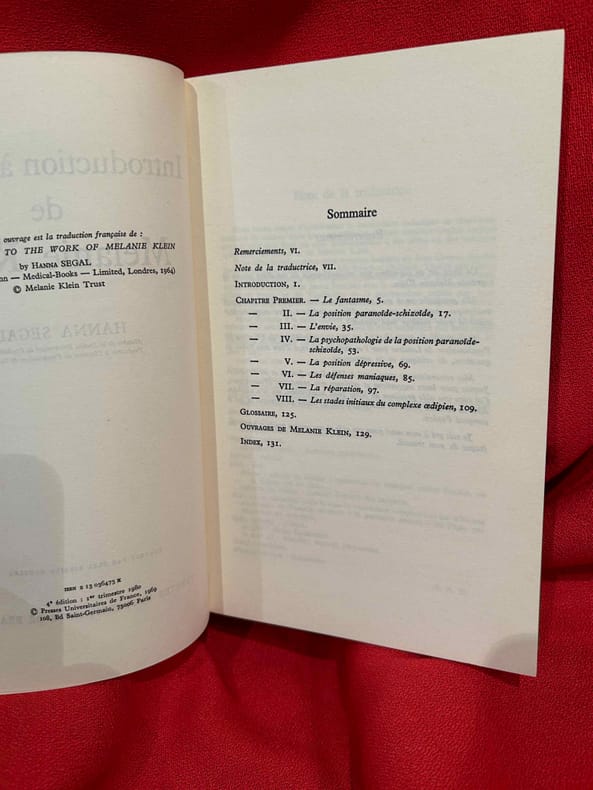 ouvrage est la traduction française de :
TO THE WORK OF MELANIE KLEIN
by HANNA SEGAL
— Medical-Books — Limited, Londres, 1964)
© Melanie Klein Trust
ISBN 2 13 036473 X
4e édition : 1er trimestre 1980
© Presses Universitaires de France, 1969
108, Bd Saint-Germain, 75006 Paris
Sommaire
Remerciements, VI.
Note de la traductrice, VII.
INTRODUCTION, 1.
CHAPITRE PREMIER. — Le fantasme, 5.
— II. — La position paranoïde-schizoïde, 17.
— III. — L'envie, 35.
— IV. — La psychopathologie de la position paranoïde-
schizoïde, 53.
— V. — La position dépressive, 69.
— VI. — Les défenses maniaques, 85.
— VII. — La réparation, 97.
— VIII. — Les stades initiaux du complexe œdipien, 109.
GLOSSAIRE, 125.
OUVRAGES DE MELANIE KLEIN, 129.
INDEX, 131.